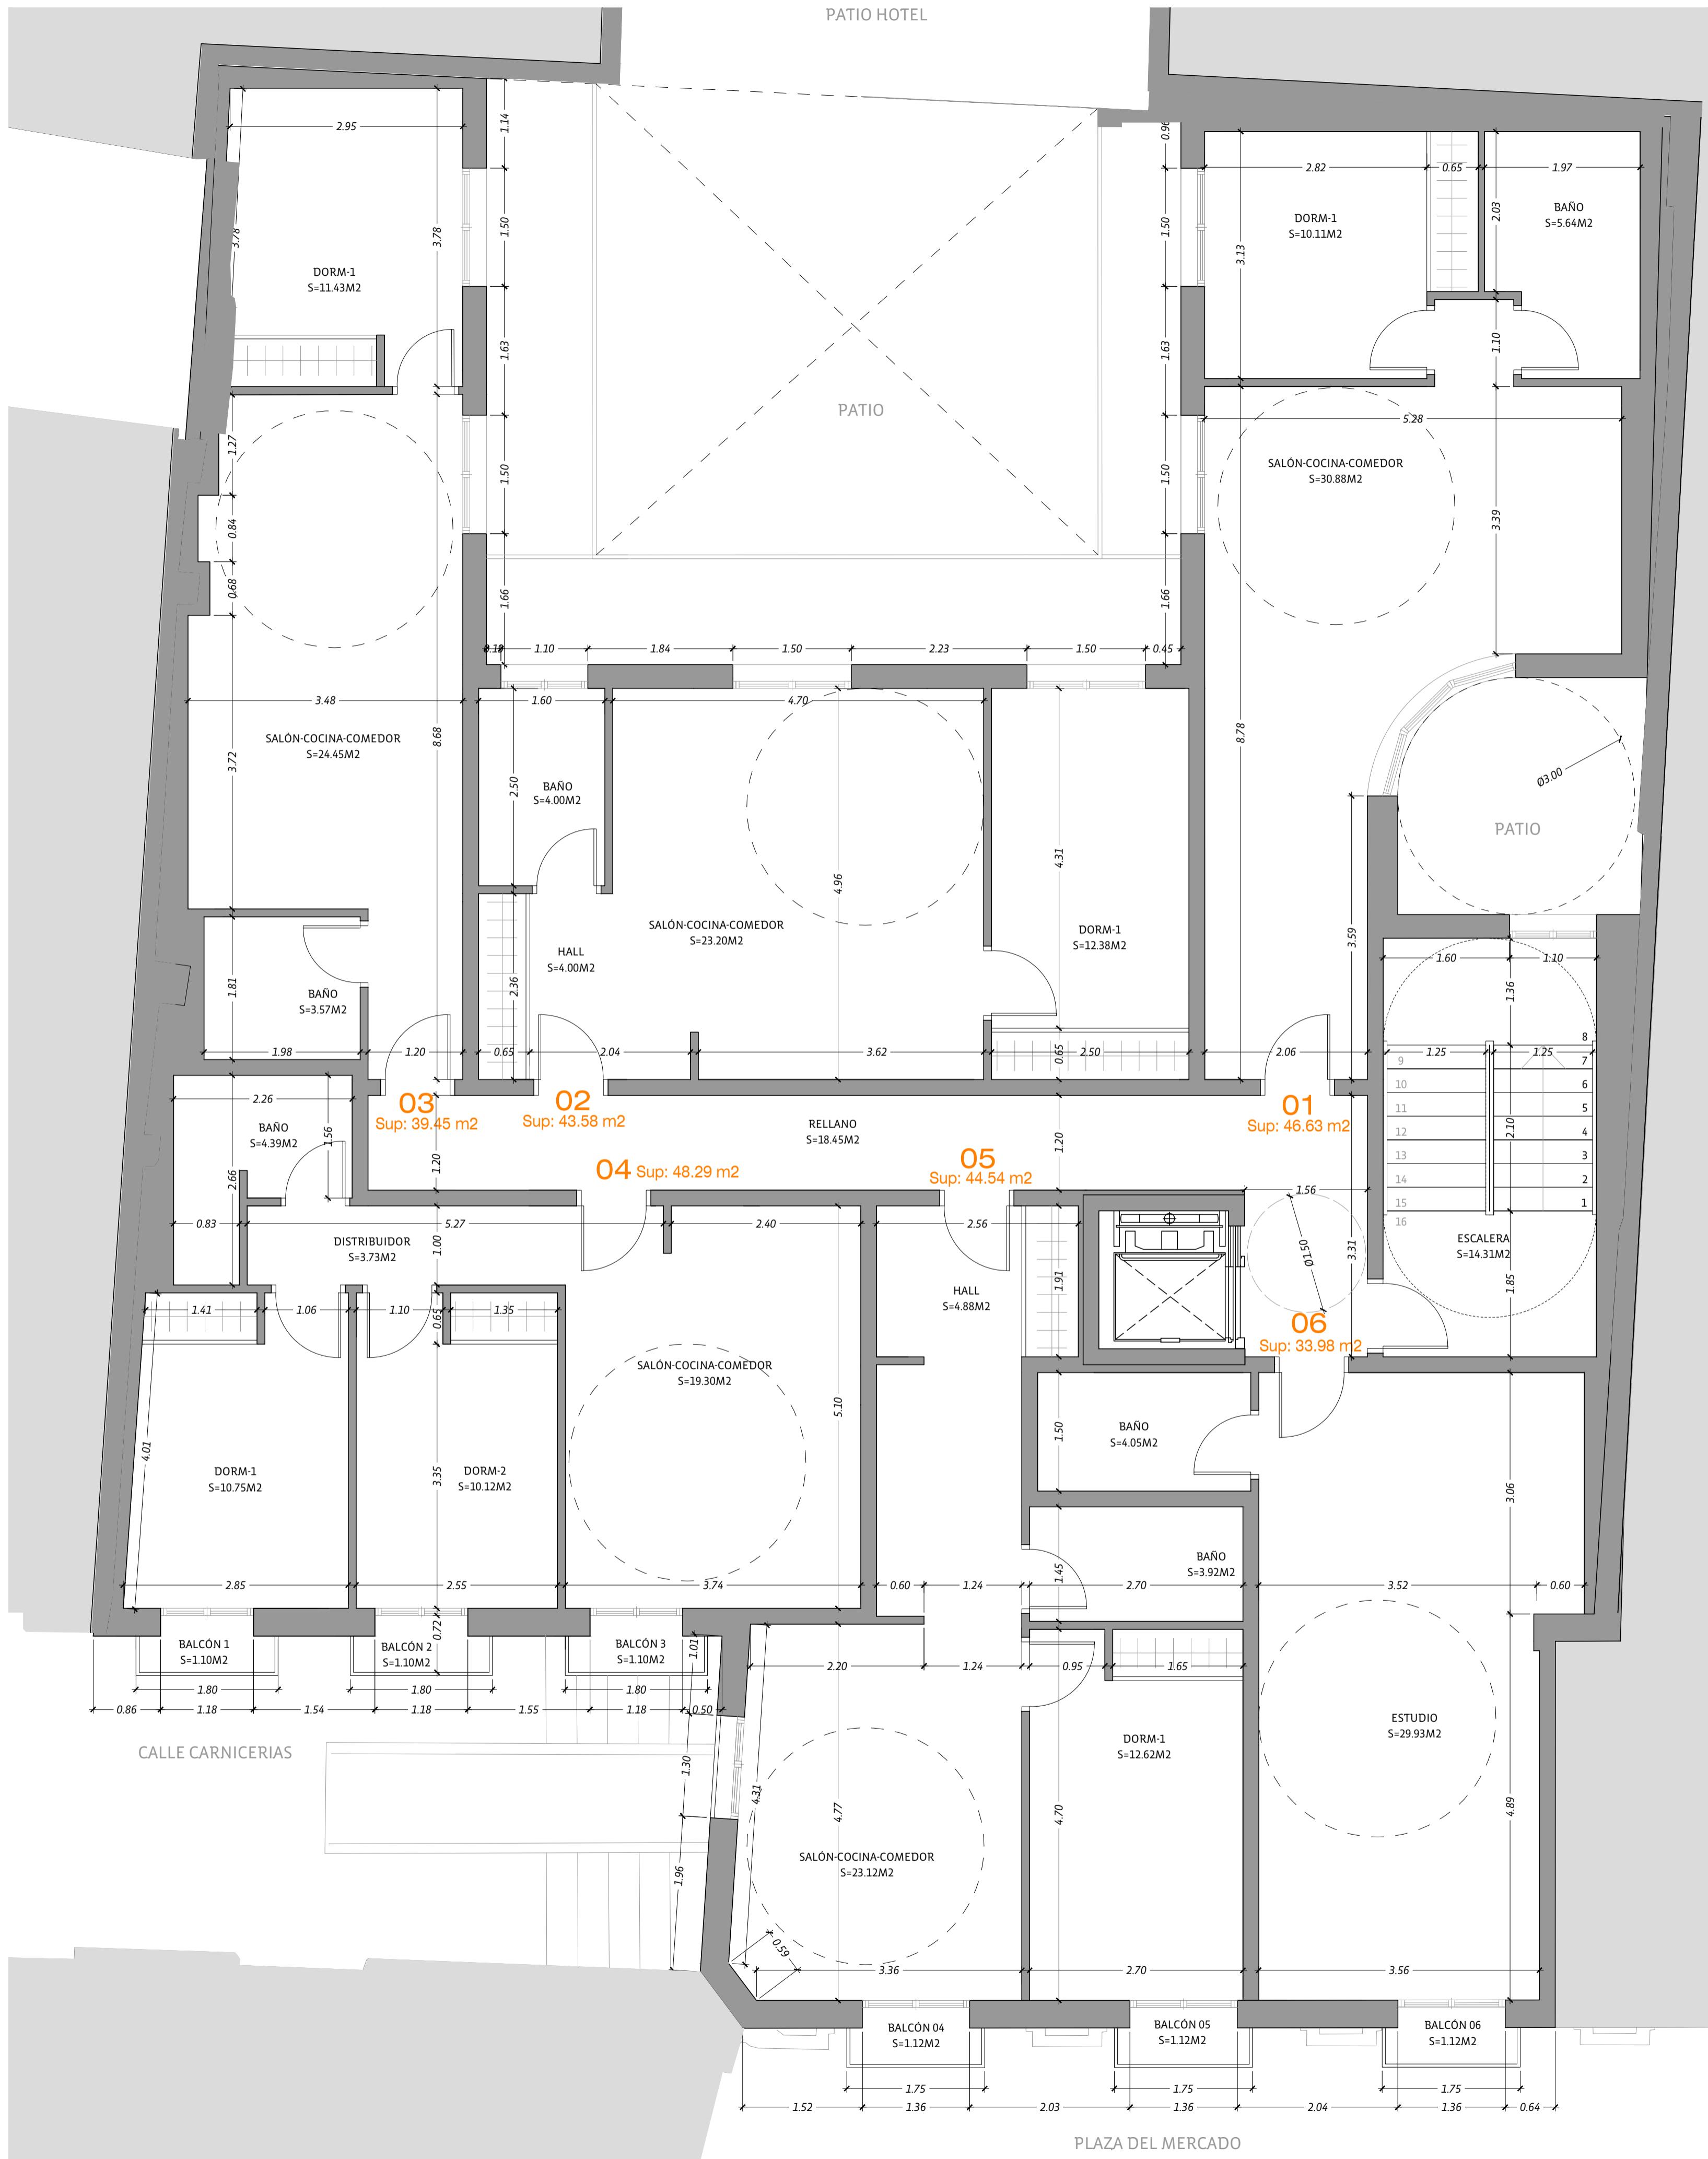 PATIO HOTEL
2.95
1.14
0.96
2.82
0.65
1.97
BAÑO
S=5.64M2
2.03
DORM-1
S=10.11M2
3.78
3.78
1.50
1.50
3.13
DORM-1
S=11.43M2
1.63
1.63
1.10
PATIO
5.28
1.27
1.50
1.50
SALÓN-COCINA-COMEDOR
S=30.88M2
0.84
3.39
0.68
1.66
1.66
0.18
1.10
1.84
1.50
2.23
1.50
0.45
3.48
1.60
4.70
SALÓN-COCINA-COMEDOR
S=24.45M2
8.68
3.72
8.78
Ø3.00
BAÑO
S=4.00M2
2.50
PATIO
4.96
4.31
SALÓN-COCINA-COMEDOR
S=23.20M2
DORM-1
S=12.38M2
3.59
HALL
S=4.00M2
1.60
1.10
1.36
BAÑO
S=3.57M2
1.81
2.36
1.98
1.20
0.65
2.04
3.62
0.65
2.50
2.06
1.25
1.25
8
7
6
5
4
3
2
1
9
10
11
12
13
14
15
16
2.10
03
Sup: 39.45 m2
02
Sup: 43.58 m2
01
Sup: 46.63 m2
RELLANO
S=18.45M2
2.26
BAÑO
S=4.39M2
1.56
1.20
1.20
2.66
04 Sup: 48.29 m2
05
Sup: 44.54 m2
1.56
0.83
5.27
2.40
2.56
DISTRIBUIDOR
S=3.73M2
1.00
ESCALERA
S=14.31M2
Ø1.50
3.31
1.85
HALL
S=4.88M2
1.91
1.41
1.06
1.10
0.65
1.35
06
Sup: 33.98 m2
SALÓN-COCINA-COMEDOR
S=19.30M2
5.10
4.01
BAÑO
S=4.05M2
1.50
DORM-1
S=10.75M2
DORM-2
S=10.12M2
3.35
3.06
BAÑO
S=3.92M2
1.45
2.85
2.55
3.74
0.60
1.24
2.70
3.52
0.60
BALCÓN 1
S=1.10M2
BALCÓN 2
S=1.10M2
0.72
BALCÓN 3
S=1.10M2
1.01
2.20
1.24
0.95
1.65
1.80
1.80
1.80
0.86
1.18
1.54
1.18
1.55
1.18
0.50
ESTUDIO
S=29.93M2
CALLE CARNICERIAS
DORM-1
S=12.62M2
1.30
4.31
4.77
4.70
4.89
SALÓN-COCINA-COMEDOR
S=23.12M2
1.96
0.59
3.36
2.70
3.56
BALCÓN 04
S=1.12M2
BALCÓN 05
S=1.12M2
BALCÓN 06
S=1.12M2
1.75
1.75
1.75
1.52
1.36
2.03
1.36
2.04
1.36
0.64
PLAZA DEL MERCADO